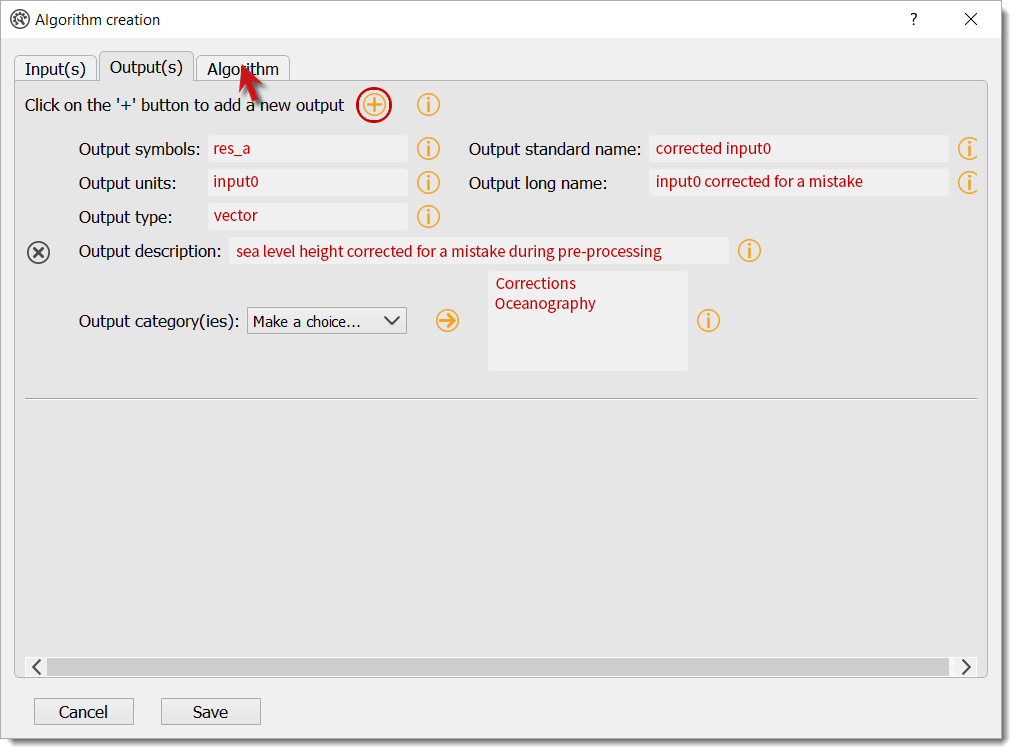 Algorithm creation ?
Input(s) Output(s) Algorithm
Click on the '+' button to add a new output
Output symbols: res_a Output standard name: corrected input0
Output units: input0 Output long name: input0 corrected for a mistake
Output type: vector
Output description: sea level height corrected for a mistake during pre-processing
Corrections
Oceanography
Output category(ies): Make a choice...
Cancel Save